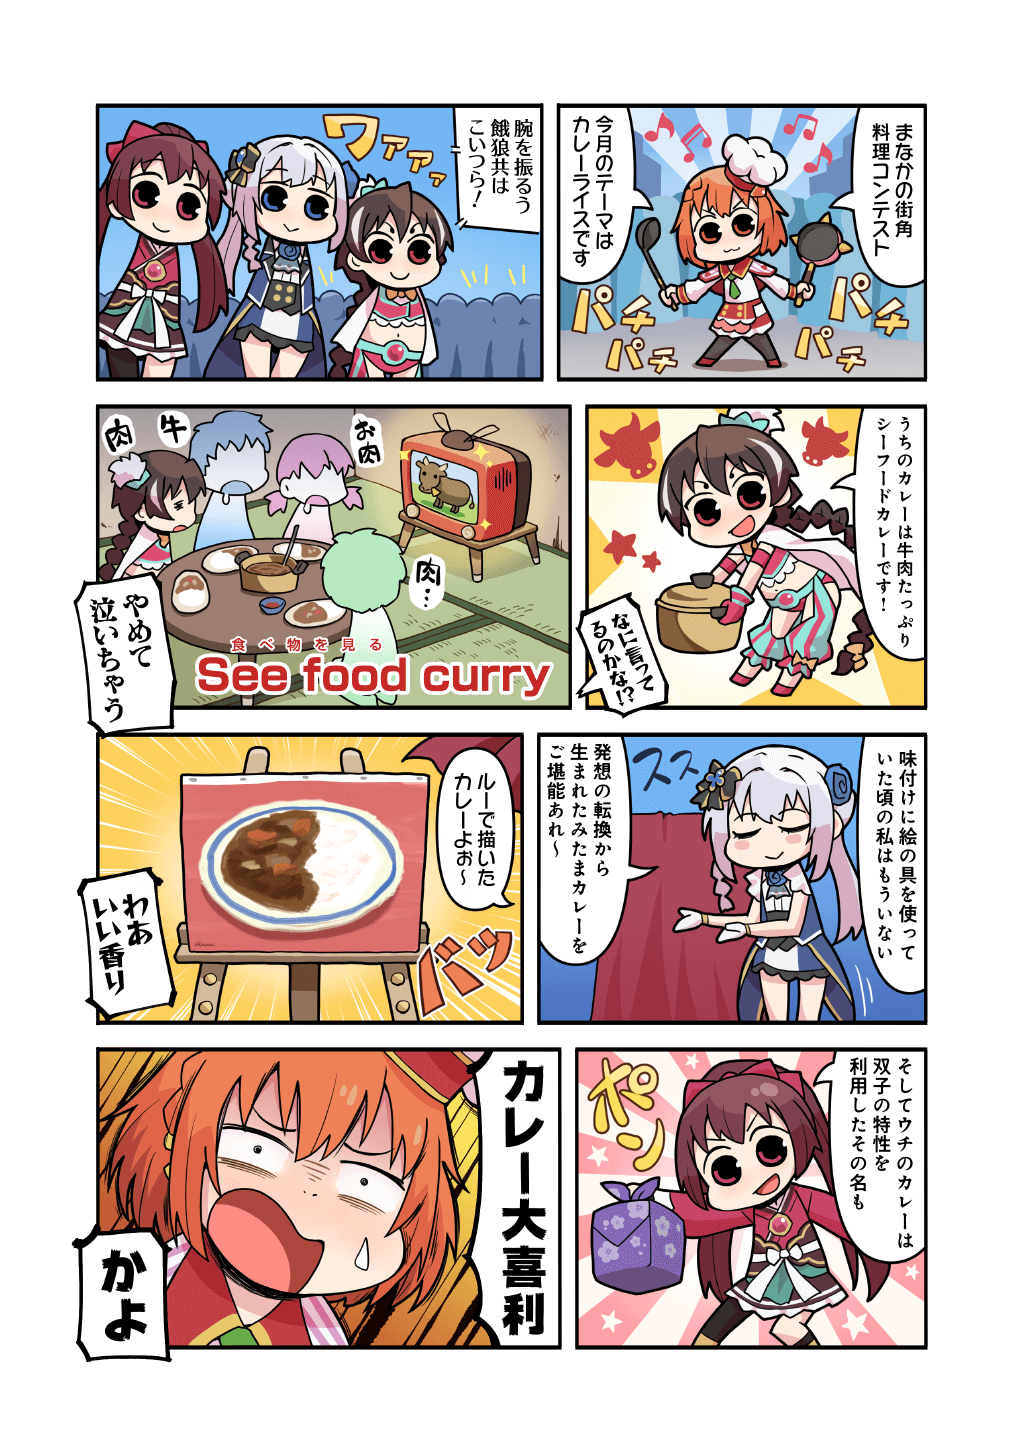 まなかの街角
料理コンテスト
今月のテーマは
カレーライスです
パチ
パチ
パチ
パチ
腕を振るう
餓狼共は
こいつら！
ワァァァ
うちのカレーは牛肉たっぷり
シーフードカレーです！
なに言って
るのかな!?
お肉
牛
肉
肉…
食べ物を見る
See food curry
やめて
泣いちゃう
味付けに絵の具を使って
いた頃の私はもういない
スス
発想の転換から
生まれたみたまカレーを
ご堪能あれ～
ルーで描いた
カレーよぉ～
バッ
わあ
いい香り
そしてウチのカレーは
双子の特性を
利用したその名も
ポン
カレー大喜利
かよ